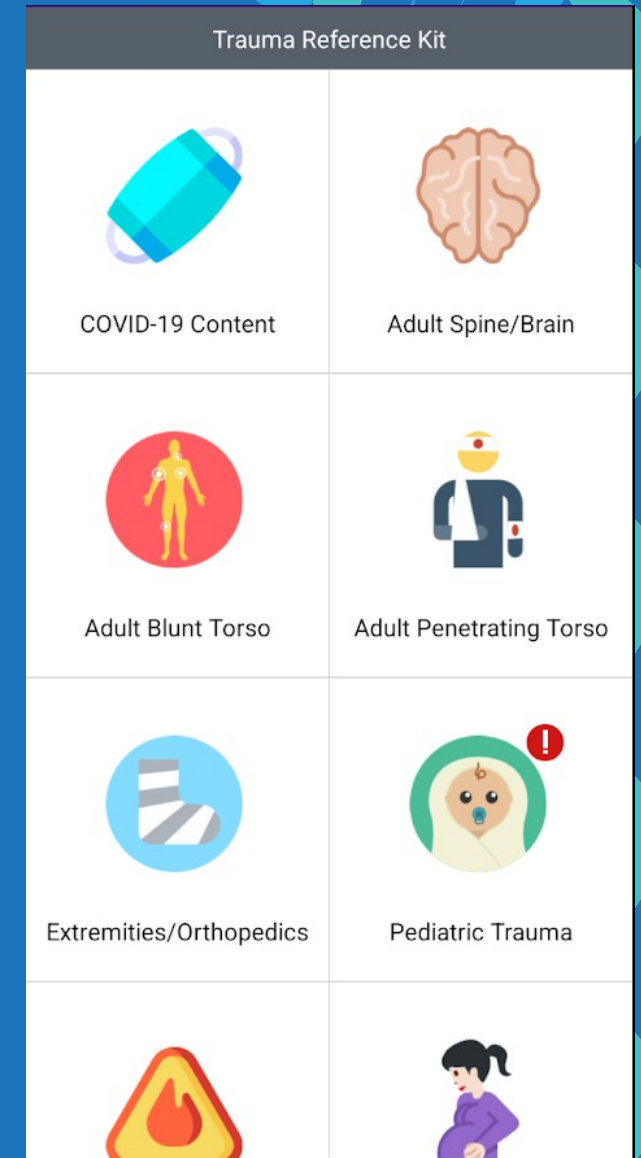 Trauma Reference Kit
COVID-19 Content
Adult Spine/Brain
Adult Blunt Torso
Adult Penetrating Torso
!
Extremities/Orthopedics
Pediatric Trauma